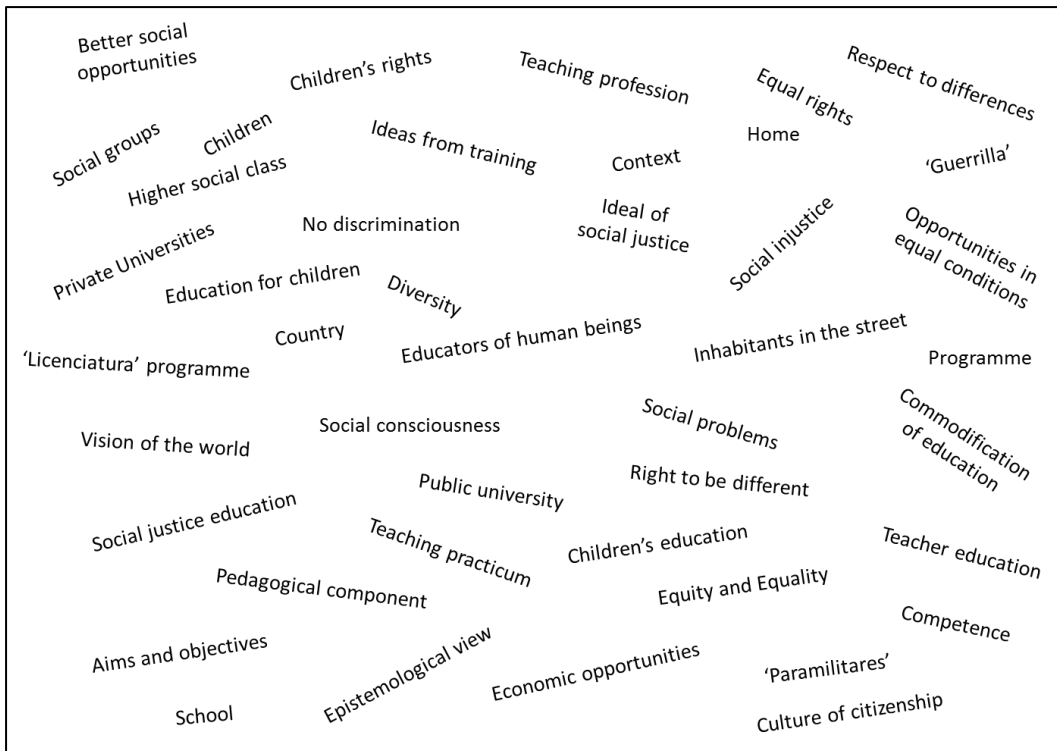 Better social
opportunities
Children's rights
Teaching profession
Equal rights
Respect to differences
Social groups
Children
Ideas from training
Context
Home
'Guerrilla'
Higher social class
No discrimination
Ideal of
social justice
Social injustice
Opportunities in
equal conditions
Private Universities
Education for children
Diversity
Country
Educators of human beings
Inhabitants in the street
Programme
'Licenciatura' programme
Vision of the world
Social consciousness
Social problems
Commodification
of education
Public university
Right to be different
Social justice education
Teaching practicum
Children's education
Teacher education
Pedagogical component
Equity and Equality
Competence
Aims and objectives
Epistemological view
Economic opportunities
'Paramilitares'
School
Culture of citizenship